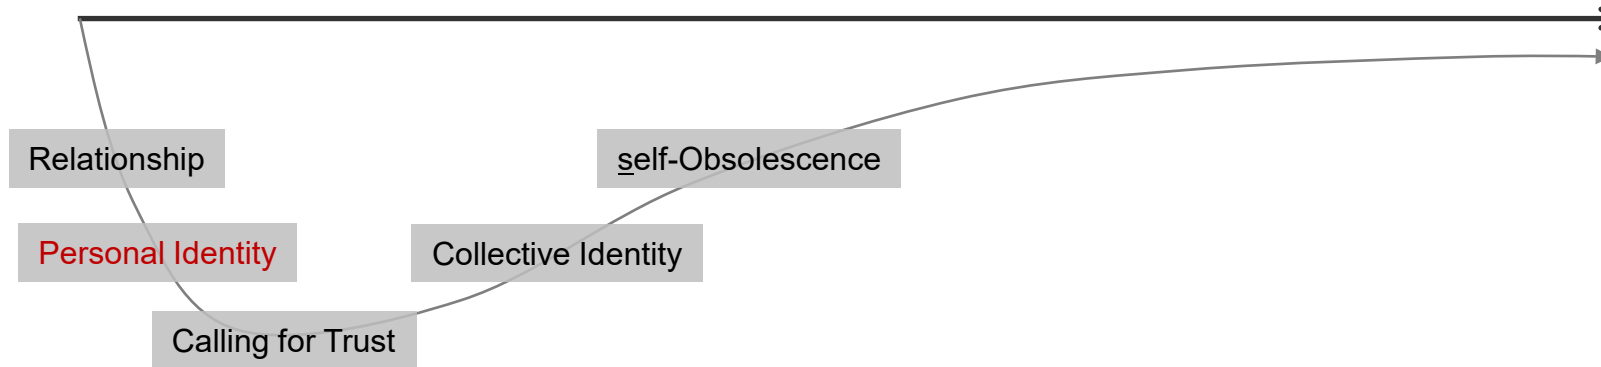 Relationship
Personal Identity
Calling for Trust
Collective Identity
self-Obsolescence